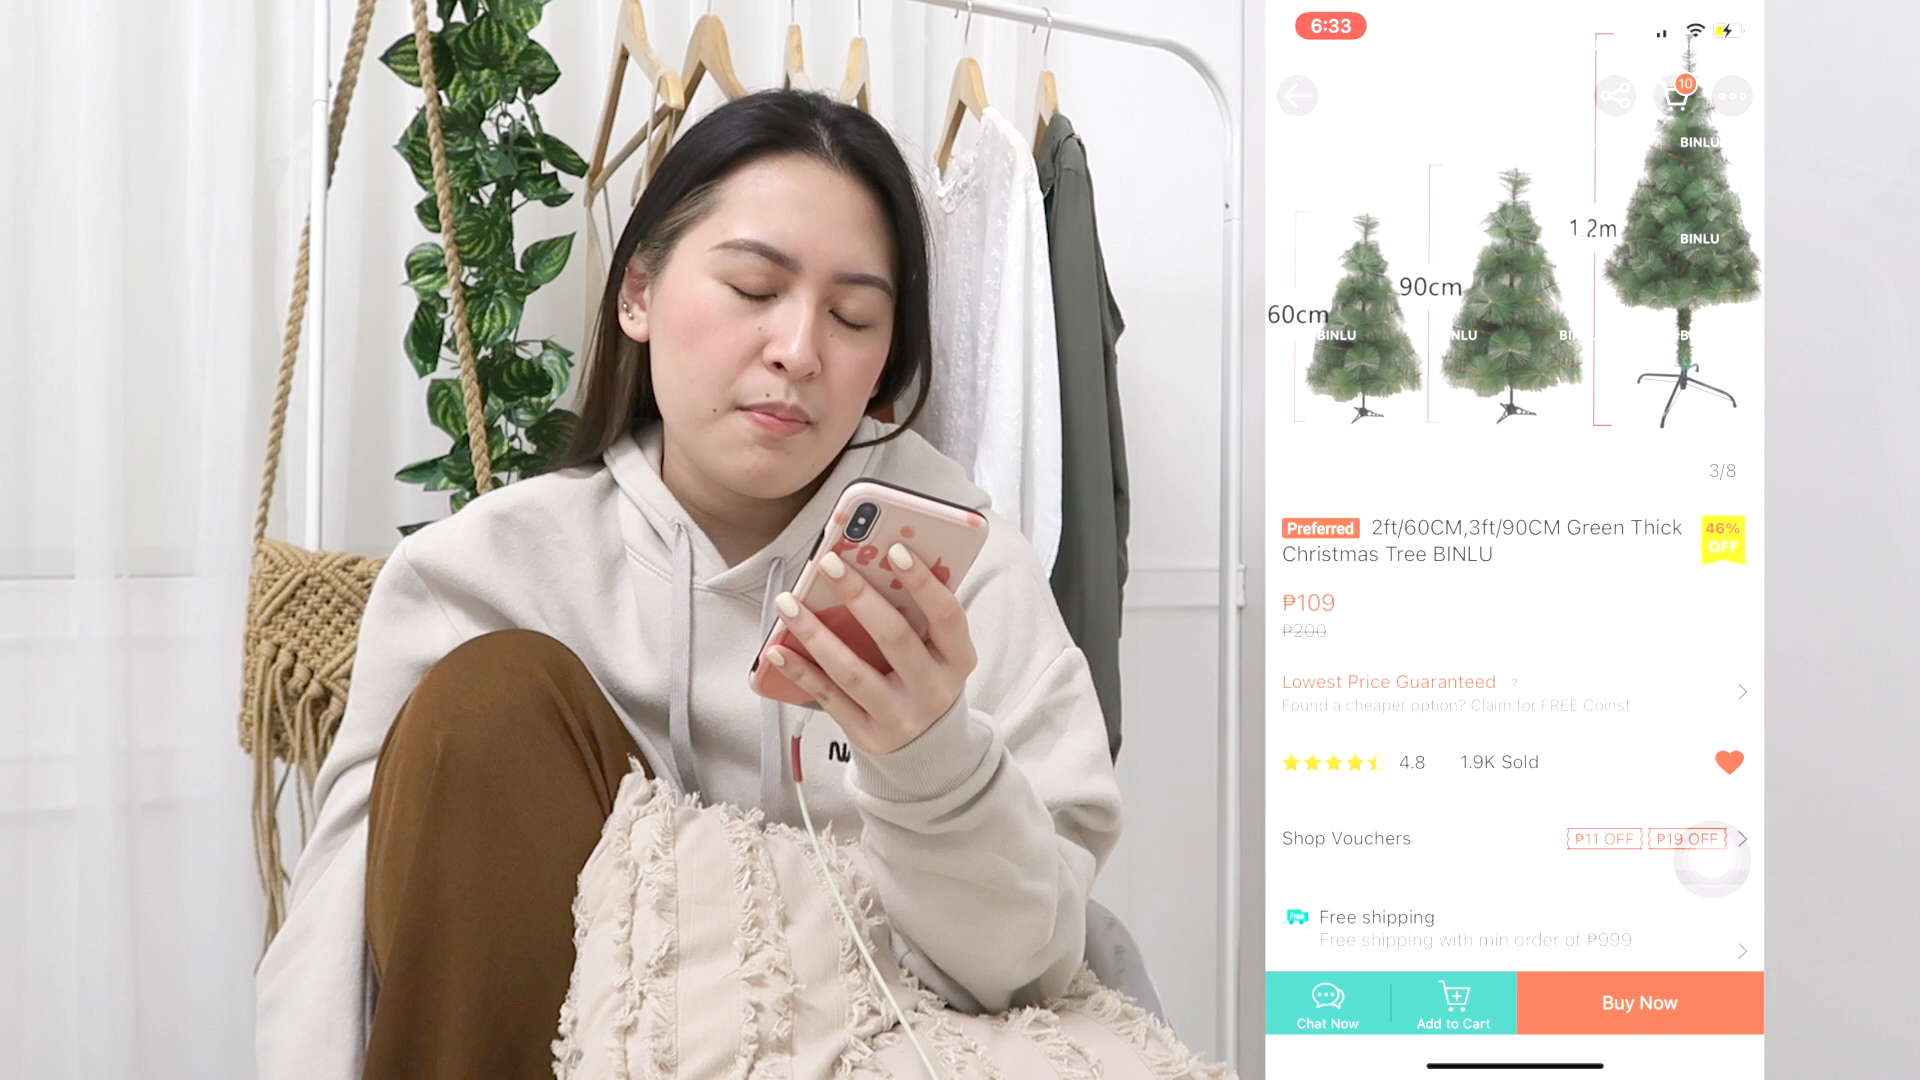 6:33
10
BINLU
1.2m
BINLU
90cm
60cm
BINLU
3/8
Preferred 2ft/60CM,3ft/90CM Green Thick
Christmas Tree BINLU
46%
OFF
₱109
₱200
Lowest Price Guaranteed ?
Found a cheaper option? Claim for FREE Coins!
4.8 1.9K Sold
Shop Vouchers ₱11 OFF ₱19 OFF
Free
Free shipping
Free shipping with min order of ₱999
Chat Now
Add to Cart
Buy Now